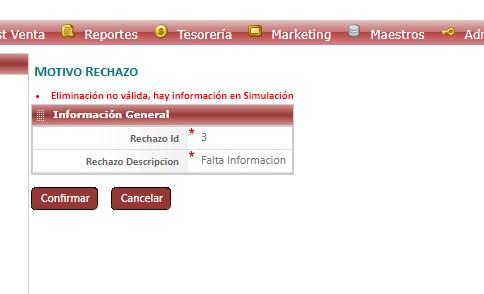 st Venta Reportes Tesorería Marketing Maestros Adr
MOTIVO RECHAZO
• Eliminación no válida, hay información en Simulación
Información General
Rechazo Id * 3
Rechazo Descripcion * Falta Informacion
Confirmar Cancelar